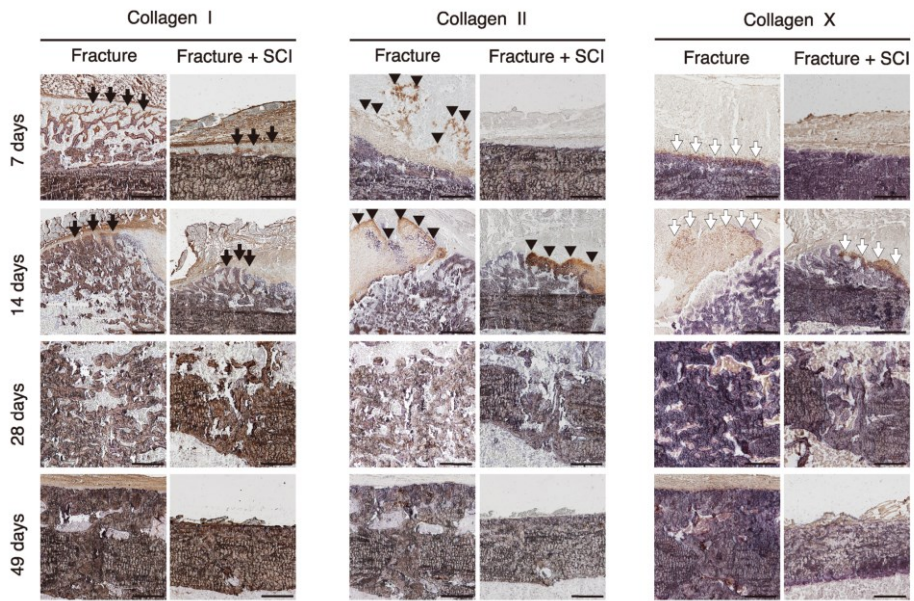 Collagen I
Collagen II
Collagen X
Fracture
Fracture + SCI
Fracture
Fracture + SCI
Fracture
Fracture + SCI
7 days
14 days
28 days
49 days